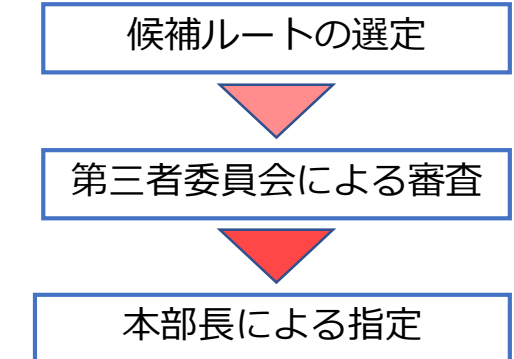 候補ルートの選定
第三者委員会による審査
本部長による指定